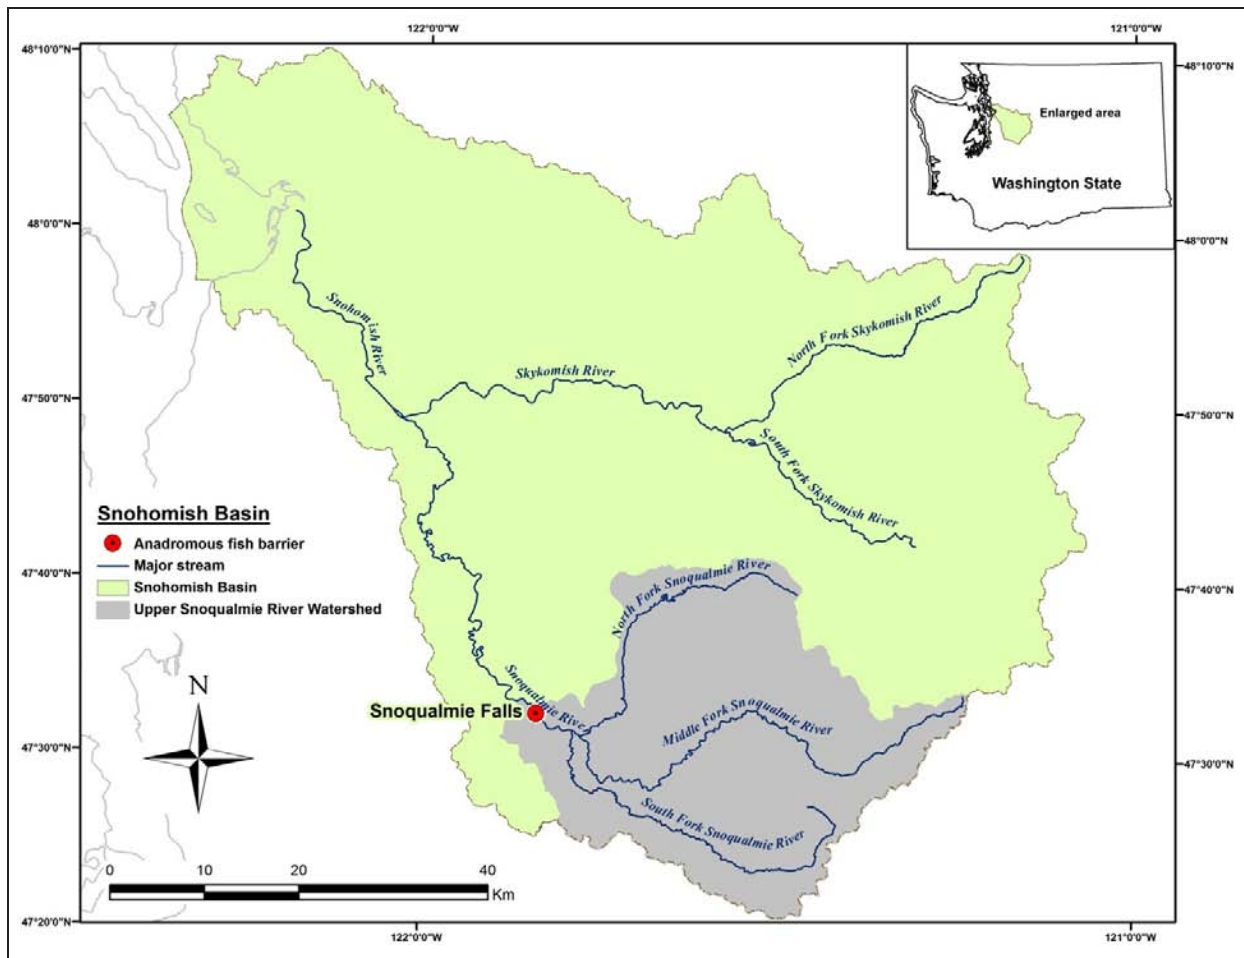 122°0'0"W
121°0'0"W
48°10'0"N
48°10'0"N
Enlarged area
Washington State
48°0'0"N
48°0'0"N
North Fork Skykomish River
Snohomish River
Skykomish River
47°50'0"N
47°50'0"N
South Fork Skykomish River
Snohomish Basin
Anadromous fish barrier
Major stream
Snohomish Basin
Upper Snoqualmie River Watershed
47°40'0"N
47°40'0"N
North Fork Snoqualmie River
Snoqualmie River
Snoqualmie Falls
Middle Fork Snoqualmie River
N
47°30'0"N
47°30'0"N
South Fork Snoqualmie River
0 10 20 40
Km
47°20'0"N
122°0'0"W
121°0'0"W